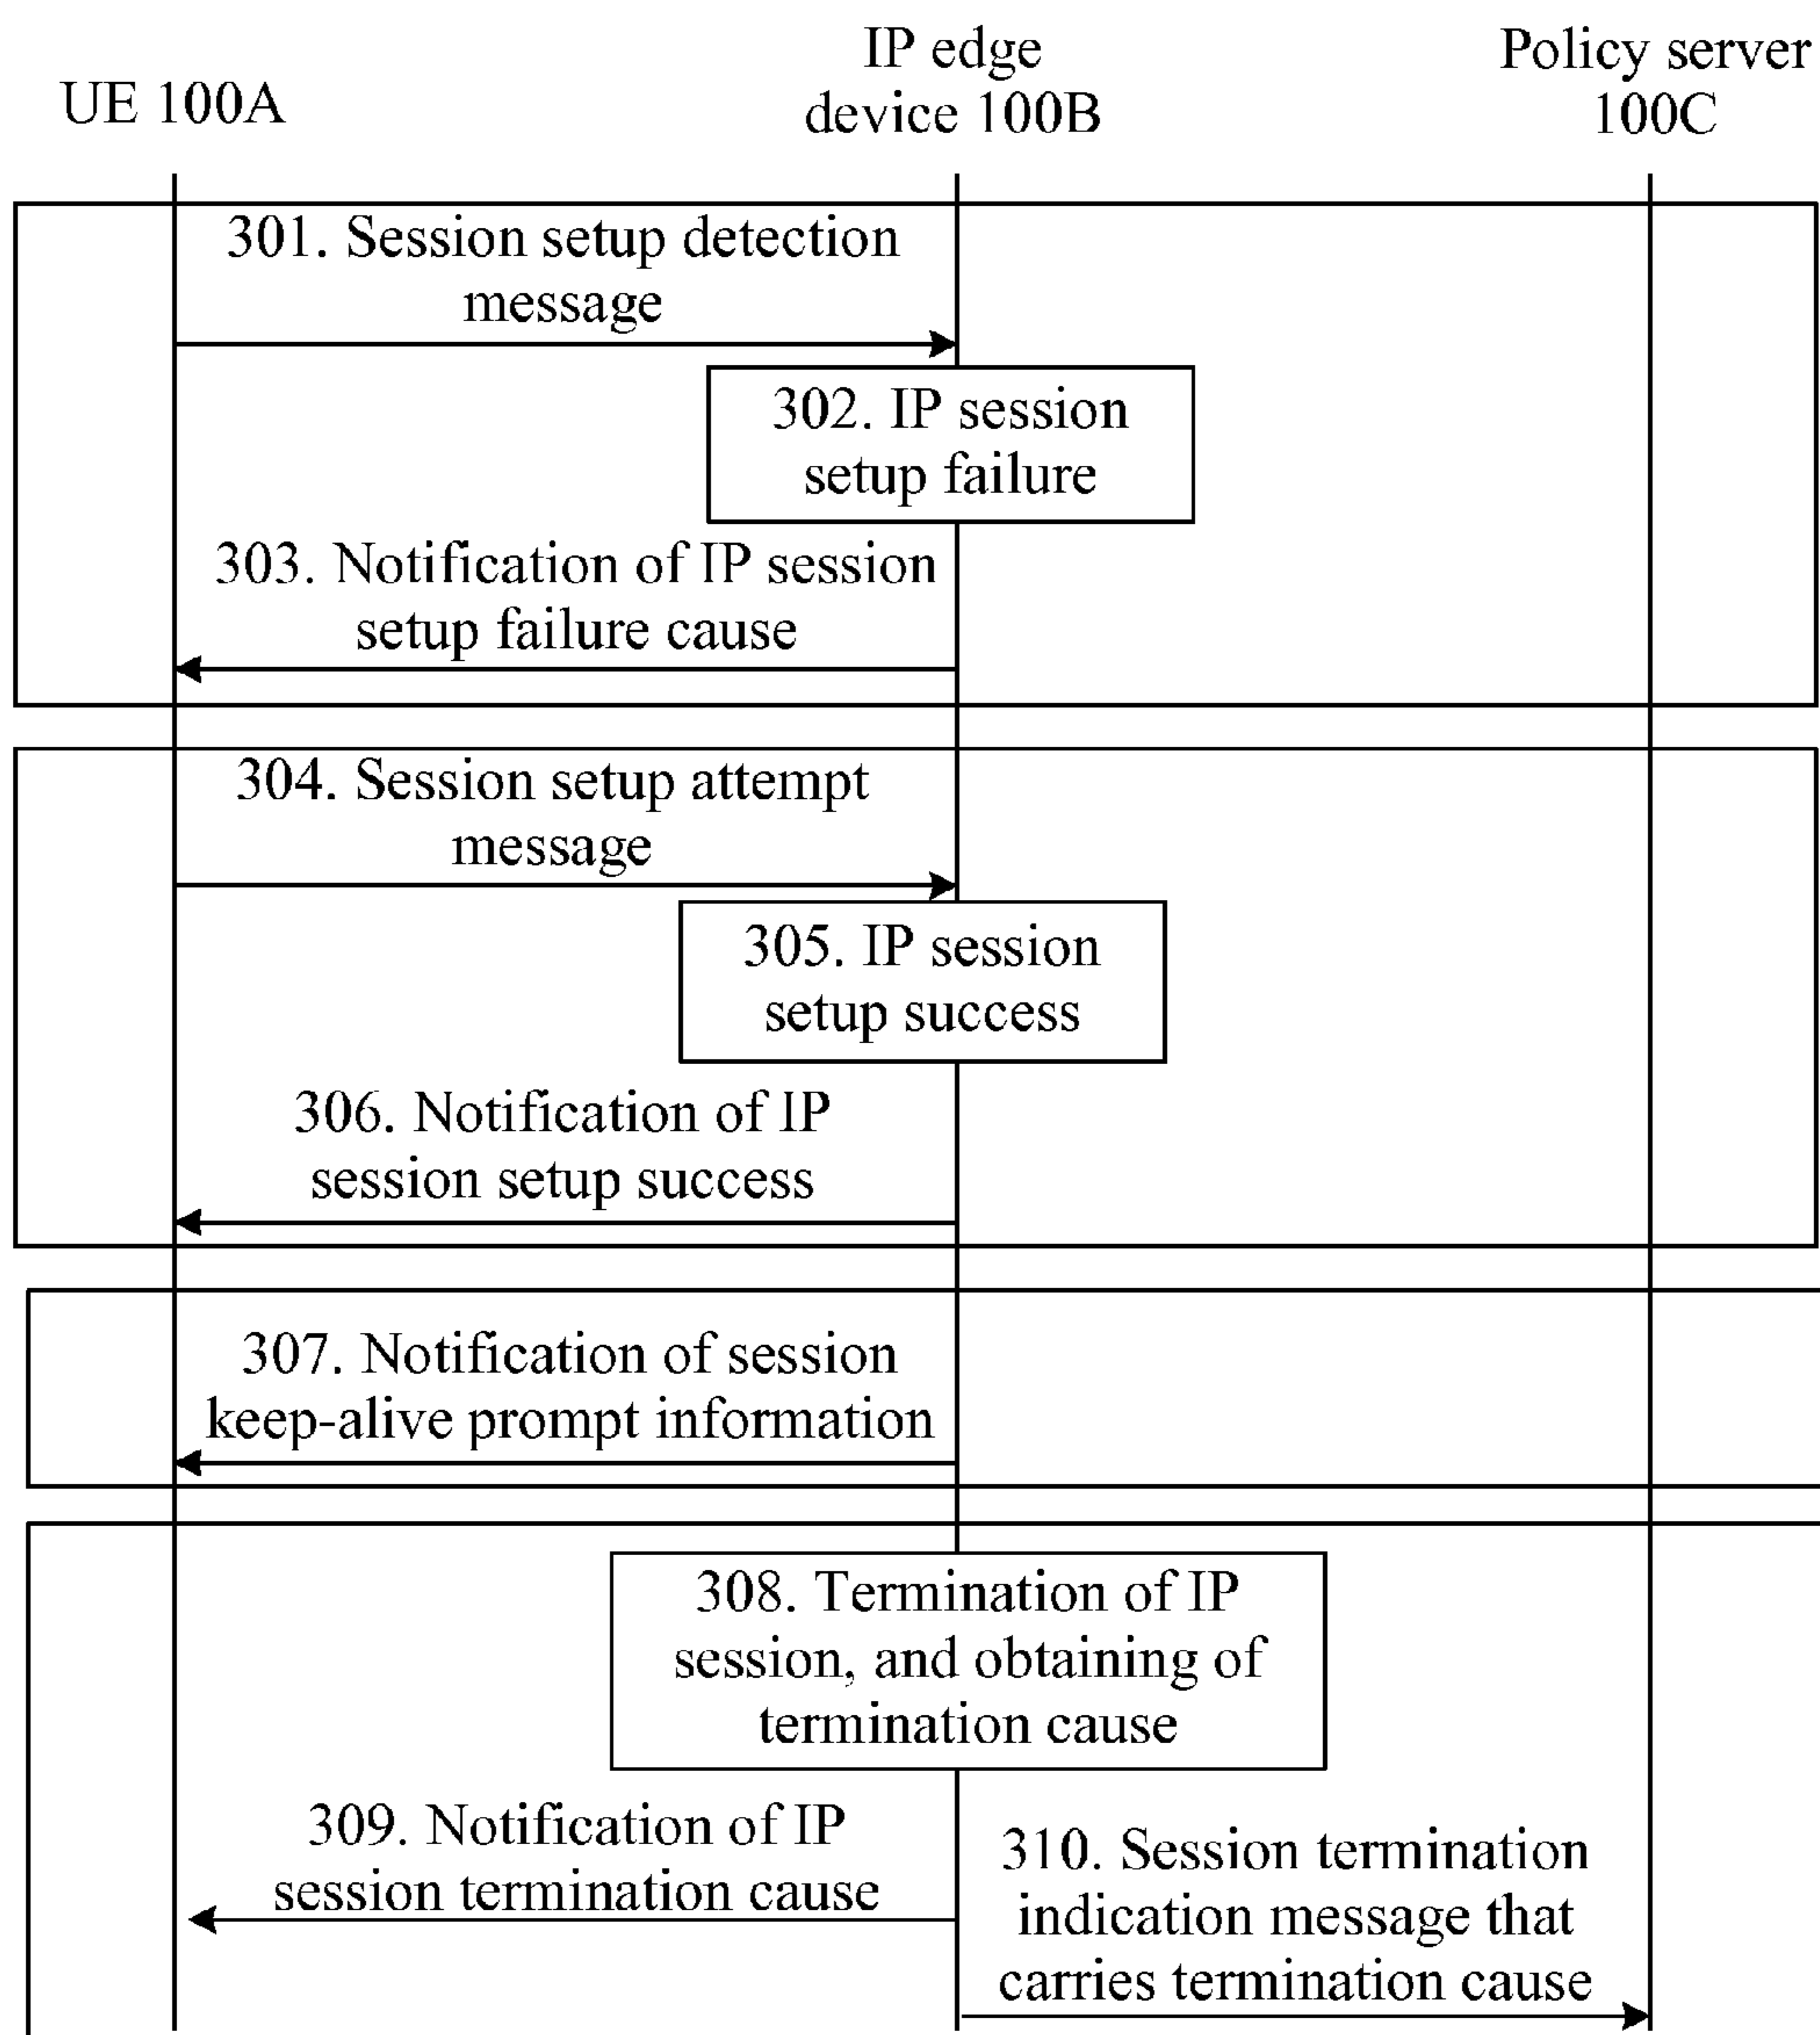 UE 100A
IP edge
device 100B
Policy server
100C
301. Session setup detection
message
302. IP session
setup failure
303. Notification of IP session
setup failure cause
304. Session setup attempt
message
305. IP session
setup success
306. Notification of IP
session setup success
307. Notification of session
keep-alive prompt information
308. Termination of IP
session, and obtaining of
termination cause
309. Notification of IP
session termination cause
310. Session termination
indication message that
carries termination cause